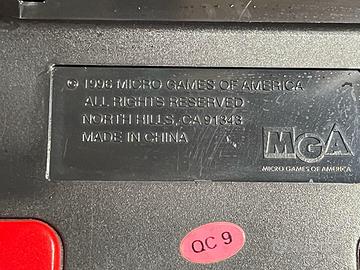 © 1996 MICRO GAMES OF AMERICA
ALL RIGHTS RESERVED
NORTH HILLS, CA 91343
MADE IN CHINA
MGA
MICRO GAMES OF AMERICA
QC 9